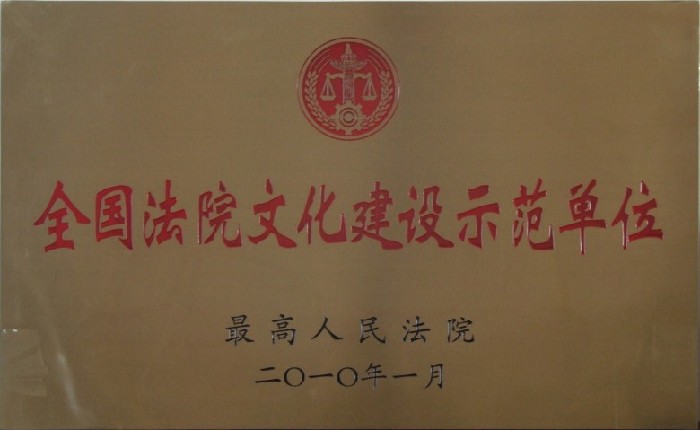 全国法院文化建设示范单位
最高人民法院
二〇一〇年一月